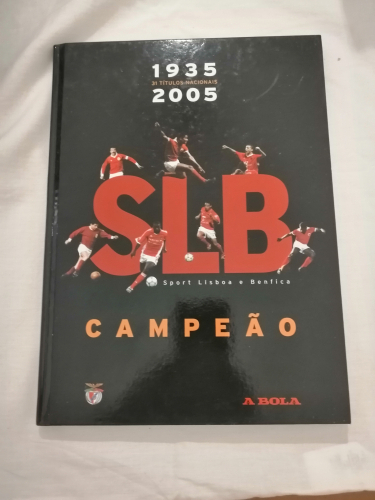 1935
31 TÍTULOS NACIONAIS
2005
SLB
Sport Lisboa e Benfica
CAMPEÃO
A BOLA